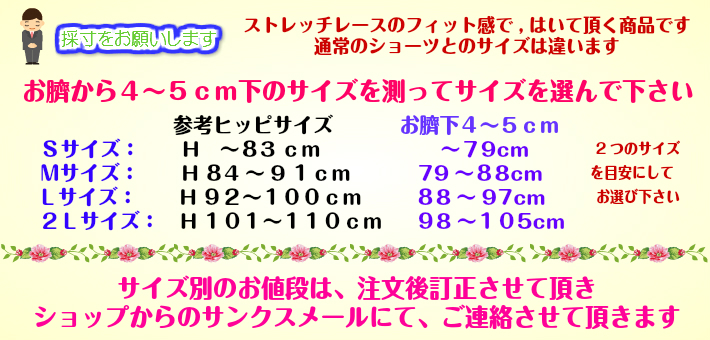 採寸をお願いします
ストレッチレースのフィット感で，はいて頂く商品です
通常のショーツとのサイズは違います
お臍から４～５ｃｍ下のサイズを測ってサイズを選んで下さい
参考ヒッピサイズ お臍下４～５ｃｍ
Ｓサイズ： Ｈ ～８３ｃｍ ～７９cm
Ｍサイズ： Ｈ８４～９１ｃｍ ７９～８８cm
Ｌサイズ： Ｈ９２～１００ｃｍ ８８～９７cm
２Ｌサイズ： Ｈ１０１～１１０ｃｍ ９８～１０５cm
２つのサイズ
を目安にして
お選び下さい
サイズ別のお値段は、注文後訂正させて頂き
ショップからのサンクスメールにて、ご連絡させて頂きます